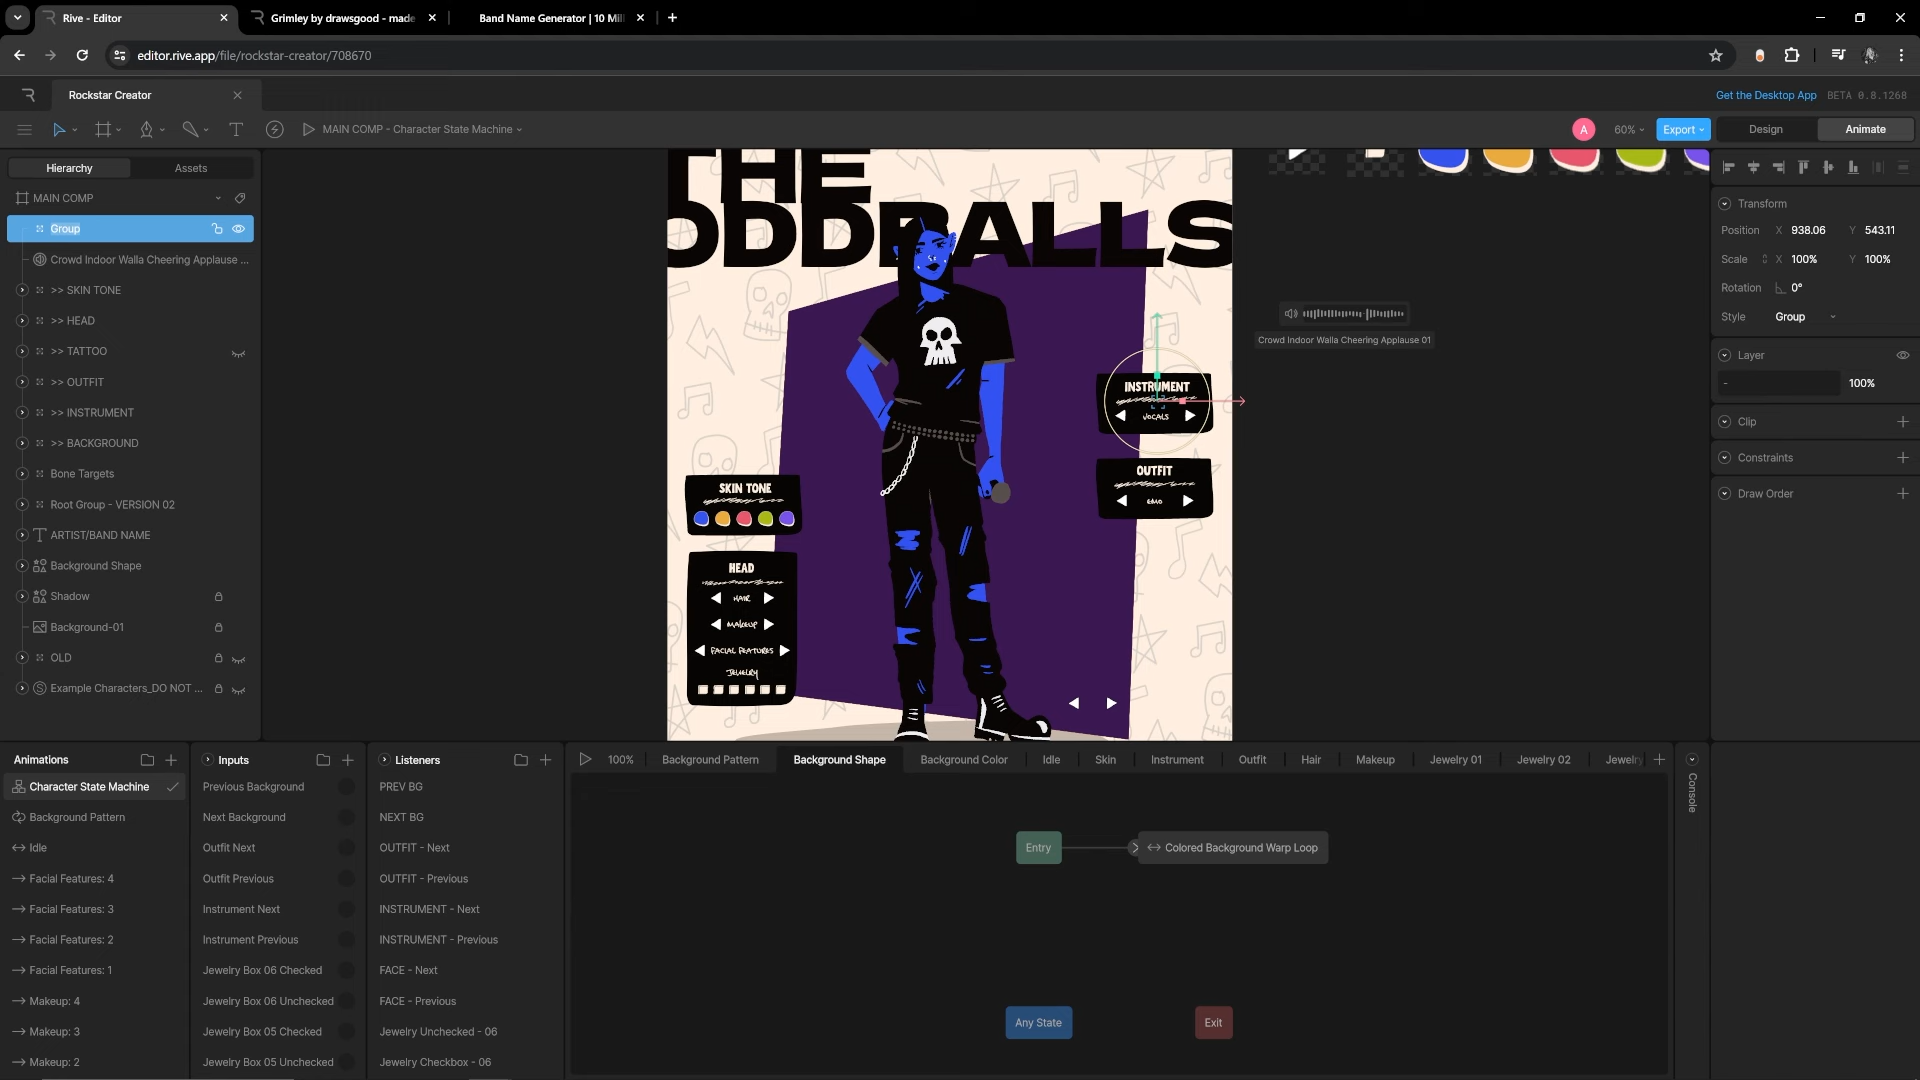 Rive - Editor
Grimley by drawsgood - made
Band Name Generator | 10 Mil
editor.rive.app/file/rockstar-creator/708670
Rockstar Creator
Get the Desktop App
BETA 0.8.1268
MAIN COMP - Character State Machine
A
60%
Export
Design
Animate
Hierarchy
Assets
MAIN COMP
Group
Crowd Indoor Walla Cheering Applause ...
>> SKIN TONE
>> HEAD
>> TATTOO
>> OUTFIT
>> INSTRUMENT
>> BACKGROUND
Bone Targets
Root Group - VERSION 02
ARTIST/BAND NAME
Background Shape
Shadow
Background-01
OLD
Example Characters_DO NOT ...
THE
ODDBALLS
INSTRUMENT
VOCALS
OUTFIT
EMO
SKIN TONE
HEAD
HAIR
MAKEUP
FACIAL FEATURES
JEWELRY
Crowd Indoor Walla Cheering Applause 01
Transform
Position X 938.06 Y 543.11
Scale X 100% Y 100%
Rotation 0°
Style Group
Layer
- 100%
Clip
Constraints
Draw Order
Animations
Character State Machine
Background Pattern
Idle
Facial Features: 4
Facial Features: 3
Facial Features: 2
Facial Features: 1
Makeup: 4
Makeup: 3
Makeup: 2
Inputs
Previous Background
Next Background
Outfit Next
Outfit Previous
Instrument Next
Instrument Previous
Jewelry Box 06 Checked
Jewelry Box 06 Unchecked
Jewelry Box 05 Checked
Jewelry Box 05 Unchecked
Listeners
PREV BG
NEXT BG
OUTFIT - Next
OUTFIT - Previous
INSTRUMENT - Next
INSTRUMENT - Previous
FACE - Next
FACE - Previous
Jewelry Unchecked - 06
Jewelry Checkbox - 06
100%
Background Pattern
Background Shape
Background Color
Idle
Skin
Instrument
Outfit
Hair
Makeup
Jewelry 01
Jewelry 02
Jewelry
Entry
Colored Background Warp Loop
Any State
Exit
Console